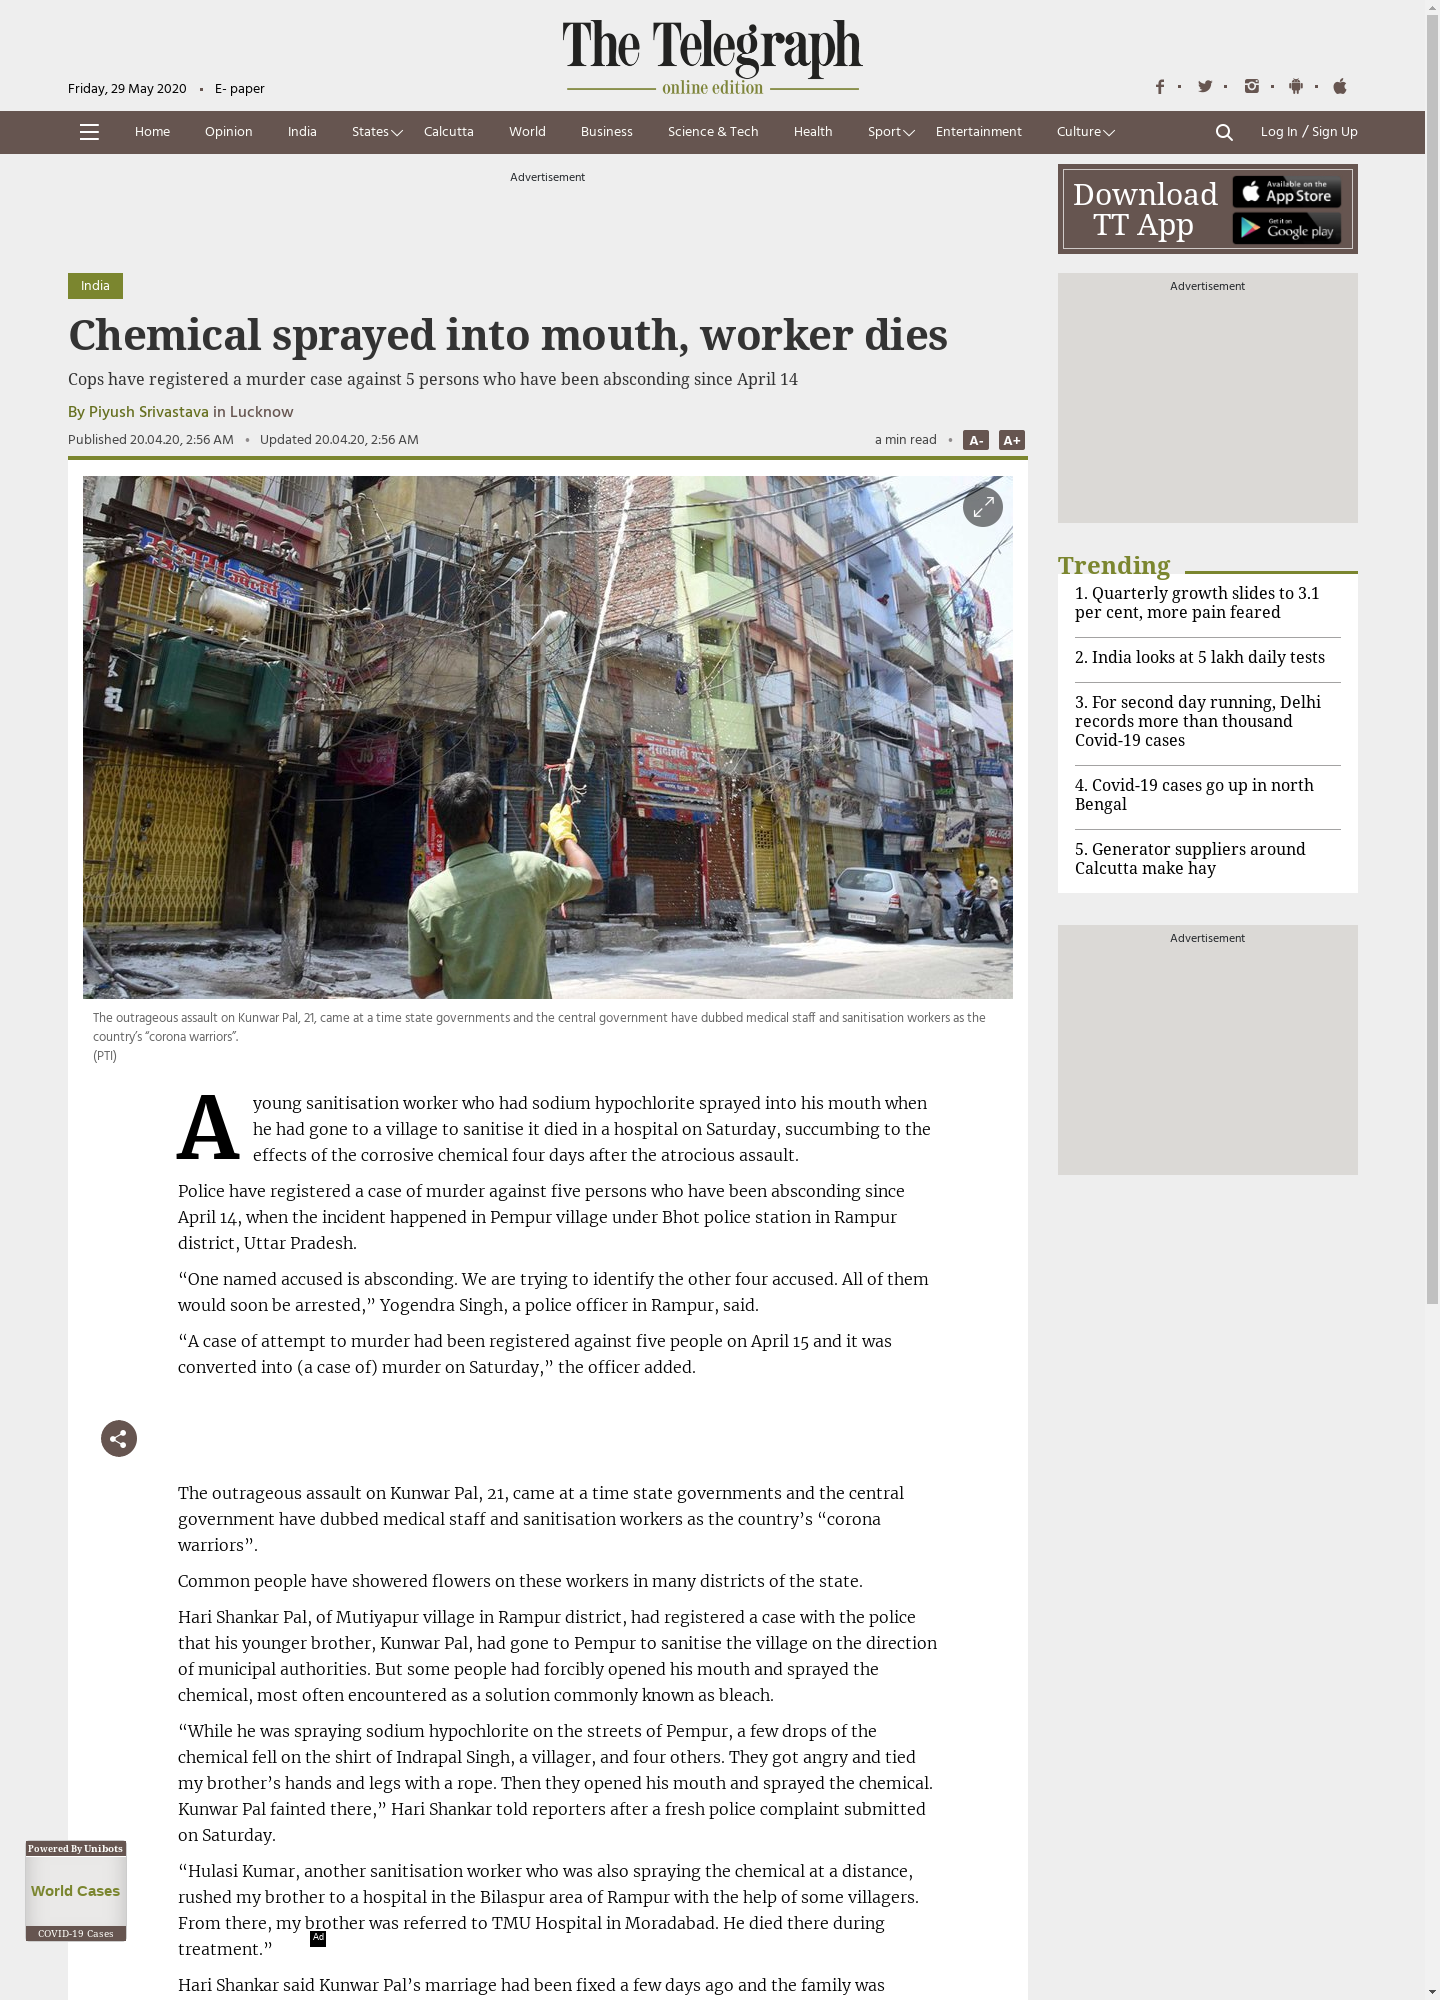 The Telegraph
online edition
Friday, 29 May 2020 • E- paper
Home Opinion India States Calcutta World Business Science & Tech Health Sport Entertainment Culture Log In / Sign Up
Advertisement
Download
TT App
Available on the
App Store
Get it on
Google play
India
Chemical sprayed into mouth, worker dies
Cops have registered a murder case against 5 persons who have been absconding since April 14
By Piyush Srivastava in Lucknow
Published 20.04.20, 2:56 AM • Updated 20.04.20, 2:56 AM
a min read • A- A+
The outrageous assault on Kunwar Pal, 21, came at a time state governments and the central government have dubbed medical staff and sanitisation workers as the
country’s “corona warriors”.
(PTI)
A young sanitisation worker who had sodium hypochlorite sprayed into his mouth when
he had gone to a village to sanitise it died in a hospital on Saturday, succumbing to the
effects of the corrosive chemical four days after the atrocious assault.
Police have registered a case of murder against five persons who have been absconding since
April 14, when the incident happened in Pempur village under Bhot police station in Rampur
district, Uttar Pradesh.
“One named accused is absconding. We are trying to identify the other four accused. All of them
would soon be arrested,” Yogendra Singh, a police officer in Rampur, said.
“A case of attempt to murder had been registered against five people on April 15 and it was
converted into (a case of) murder on Saturday,” the officer added.
The outrageous assault on Kunwar Pal, 21, came at a time state governments and the central
government have dubbed medical staff and sanitisation workers as the country’s “corona
warriors”.
Common people have showered flowers on these workers in many districts of the state.
Hari Shankar Pal, of Mutiyapur village in Rampur district, had registered a case with the police
that his younger brother, Kunwar Pal, had gone to Pempur to sanitise the village on the direction
of municipal authorities. But some people had forcibly opened his mouth and sprayed the
chemical, most often encountered as a solution commonly known as bleach.
“While he was spraying sodium hypochlorite on the streets of Pempur, a few drops of the
chemical fell on the shirt of Indrapal Singh, a villager, and four others. They got angry and tied
my brother’s hands and legs with a rope. Then they opened his mouth and sprayed the chemical.
Kunwar Pal fainted there,” Hari Shankar told reporters after a fresh police complaint submitted
on Saturday.
“Hulasi Kumar, another sanitisation worker who was also spraying the chemical at a distance,
rushed my brother to a hospital in the Bilaspur area of Rampur with the help of some villagers.
From there, my brother was referred to TMU Hospital in Moradabad. He died there during
treatment.”
Hari Shankar said Kunwar Pal’s marriage had been fixed a few days ago and the family was
Ad
Powered By Unibots
World Cases
COVID-19 Cases
Advertisement
Trending
1. Quarterly growth slides to 3.1
per cent, more pain feared
2. India looks at 5 lakh daily tests
3. For second day running, Delhi
records more than thousand
Covid-19 cases
4. Covid-19 cases go up in north
Bengal
5. Generator suppliers around
Calcutta make hay
Advertisement